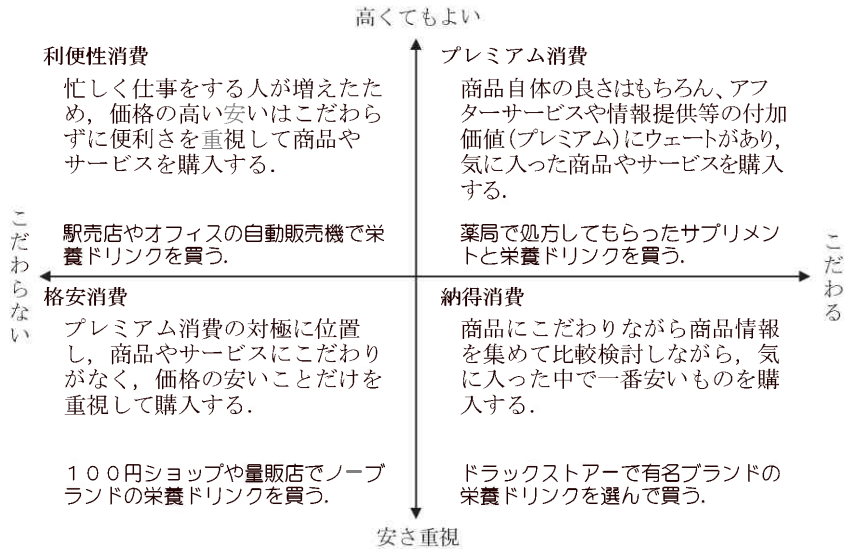 高くてもよい
利便性消費
忙しく仕事をする人が増えたた
め，価格の高い安いはこだわら
ずに便利さを重視して商品や
サービスを購入する．
駅売店やオフィスの自動販売機で栄
養ドリンクを買う．
プレミアム消費
商品自体の良さはもちろん、アフ
ターサービスや情報提供等の付加
価値（プレミアム）にウェートがあり，
気に入った商品やサービスを購入
する．
薬局で処方してもらったサプリメン
トと栄養ドリンクを買う．
こだわらない
こだわる
格安消費
プレミアム消費の対極に位置
し，商品やサービスにこだわり
がなく，価格の安いことだけを
重視して購入する．
１００円ショップや量販店でノーブ
ランドの栄養ドリンクを買う．
納得消費
商品にこだわりながら商品情報
を集めて比較検討しながら，気
に入った中で一番安いものを購
入する．
ドラックストアーで有名ブランドの
栄養ドリンクを選んで買う．
安さ重視